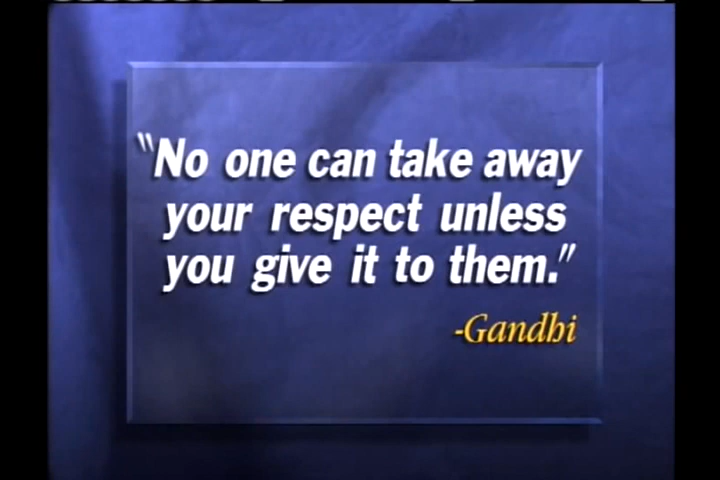 "No one can take away
your respect unless
you give it to them."
-Gandhi